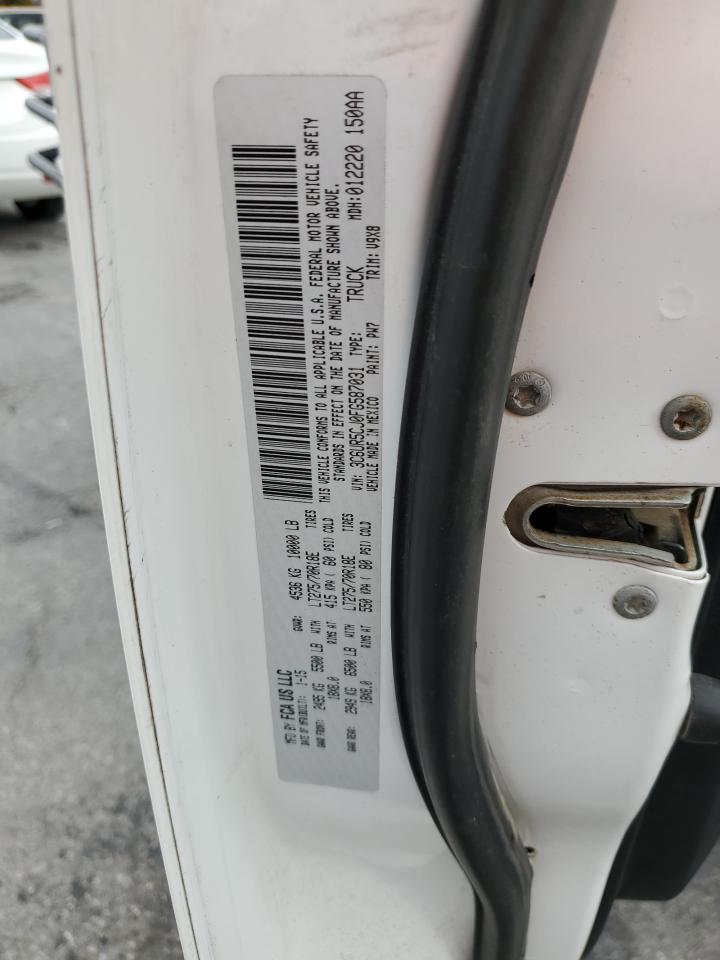 MFD BY FCA US LLC
DATE OF MFR(BUILT): 1-15
GVWR: 4536 KG 10000 LB
GAWR FRONT: 2495 KG 5500 LB WITH LT275/70R18E TIRES
18X8.0 RIMS AT 415 KPA ( 60 PSI) COLD
GAWR REAR: 2949 KG 6500 LB WITH LT275/70R18E TIRES
18X8.0 RIMS AT 550 KPA ( 80 PSI) COLD
THIS VEHICLE CONFORMS TO ALL APPLICABLE U.S.A. FEDERAL MOTOR VEHICLE SAFETY
STANDARDS IN EFFECT ON THE DATE OF MANUFACTURE SHOWN ABOVE.
VIN: 3C6UR5CJ0FG587031 TYPE: TRUCK MDH:012220 150AA
VEHICLE MADE IN MEXICO PAINT: PW7 TRIM: V9X8